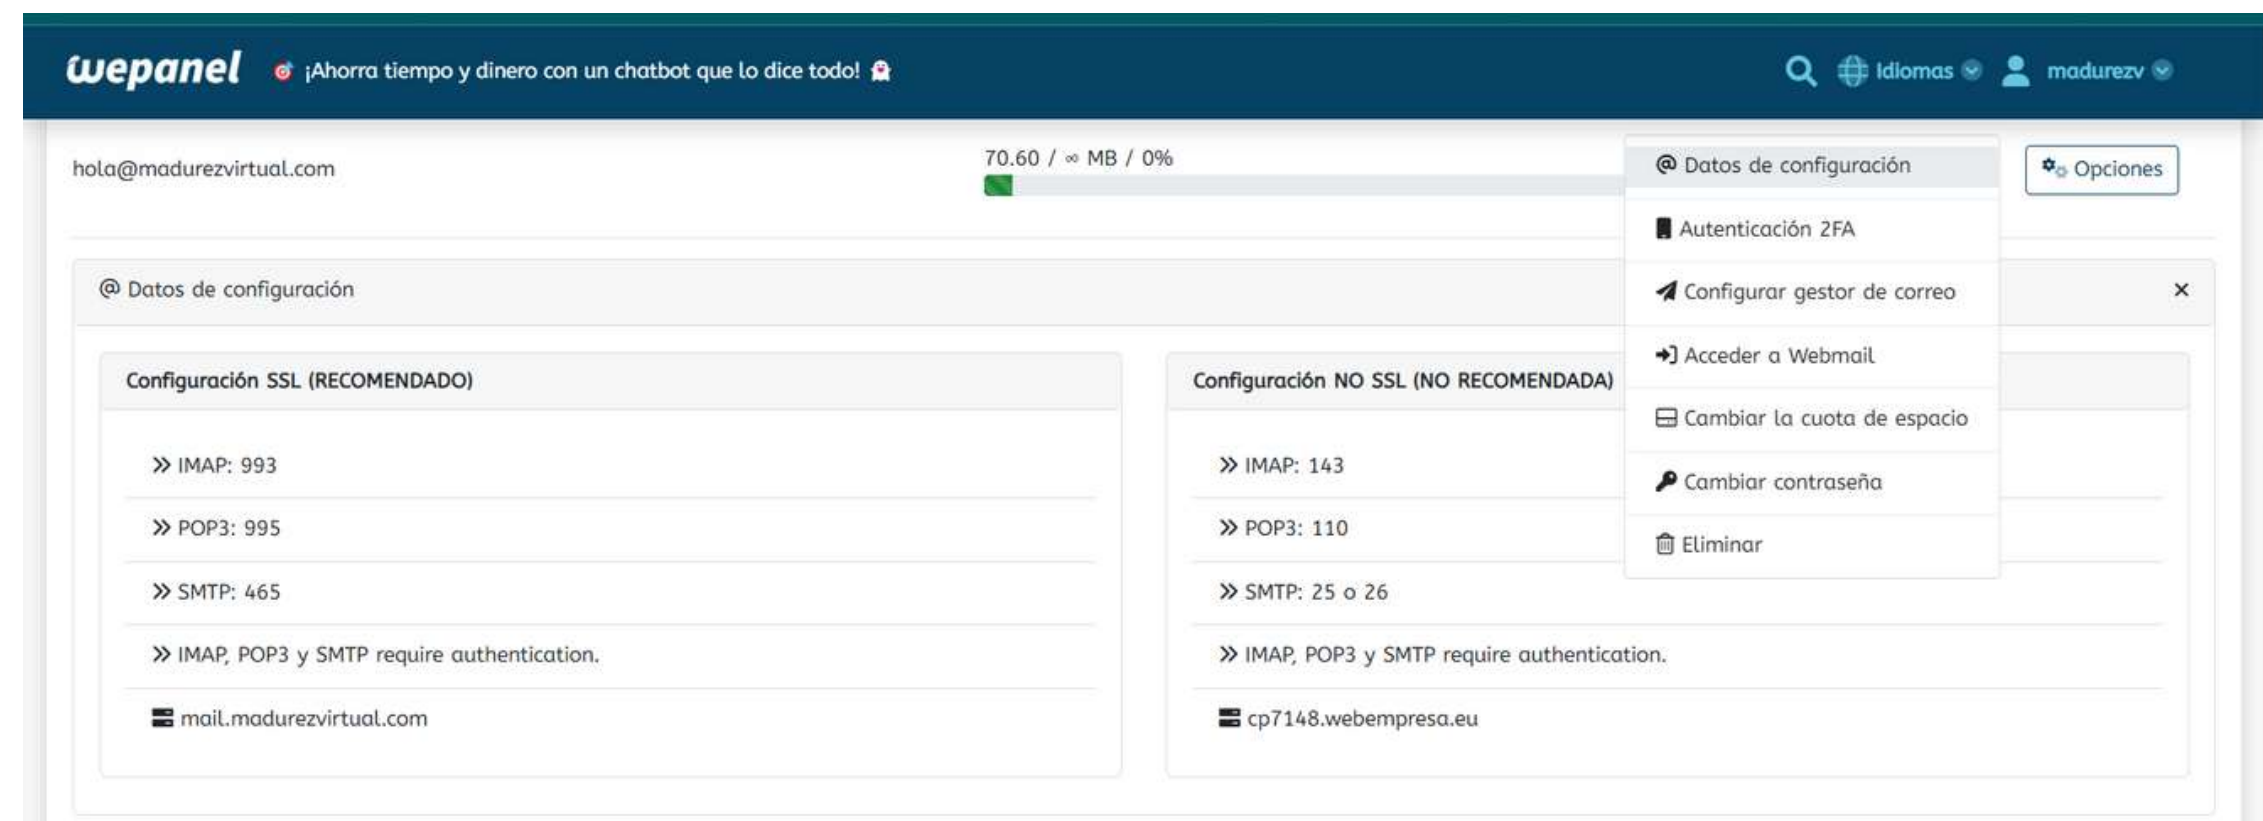 wepanel 🎯 ¡Ahorra tiempo y dinero con un chatbot que lo dice todo! 👻 Idiomas madurezv
hola@madurezvirtual.com
70.60 / ∞ MB / 0%
Opciones
@ Datos de configuración
Autenticación 2FA
Configurar gestor de correo
Acceder a Webmail
Cambiar la cuota de espacio
Cambiar contraseña
Eliminar
@ Datos de configuración ×
Configuración SSL (RECOMENDADO)
» IMAP: 993
» POP3: 995
» SMTP: 465
» IMAP, POP3 y SMTP require authentication.
mail.madurezvirtual.com
Configuración NO SSL (NO RECOMENDADA)
» IMAP: 143
» POP3: 110
» SMTP: 25 o 26
» IMAP, POP3 y SMTP require authentication.
cp7148.webempresa.eu